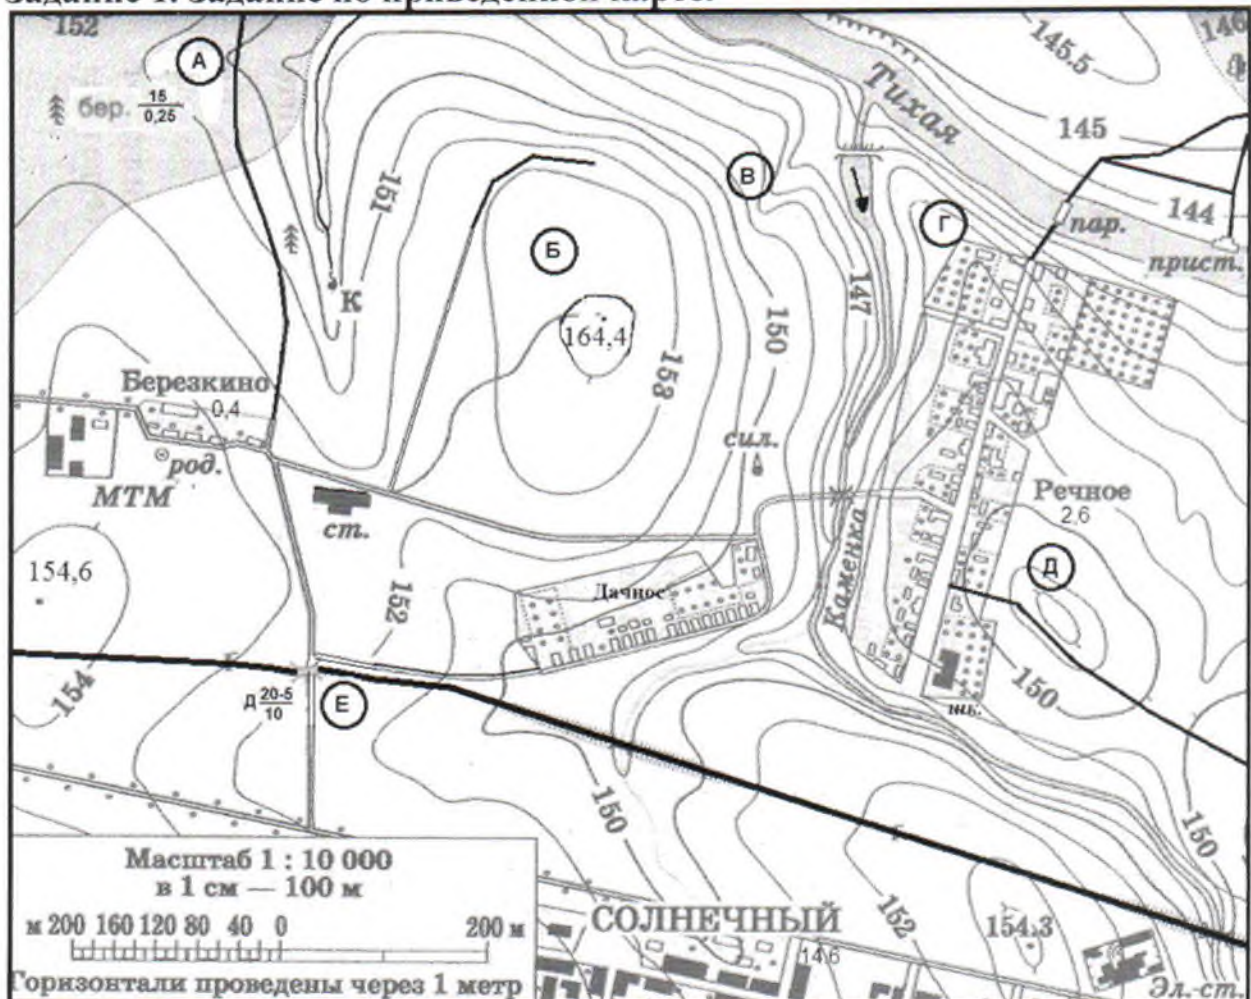 Задание 1. Задание по приведенной карте.
152
А
бер. 15
0,25
151
К
Б
164,4
153
В
150
147
Тихая
145.5
146
145
144
Г
пар.
прист.
Березкино
0,4
род.
МТМ
ст.
сил.
Каменка
Речное
2,6
Д
154,6
154
152
Дачное
150
шк.
г
Д 20-5
10
Е
150
г
150
152
154,3
СОЛНЕЧНЫЙ
14,6
Эл.-ст.
Масштаб 1 : 10 000
в 1 см — 100 м
м 200 160 120 80 40 0 200 м
Горизонтали проведены через 1 метр